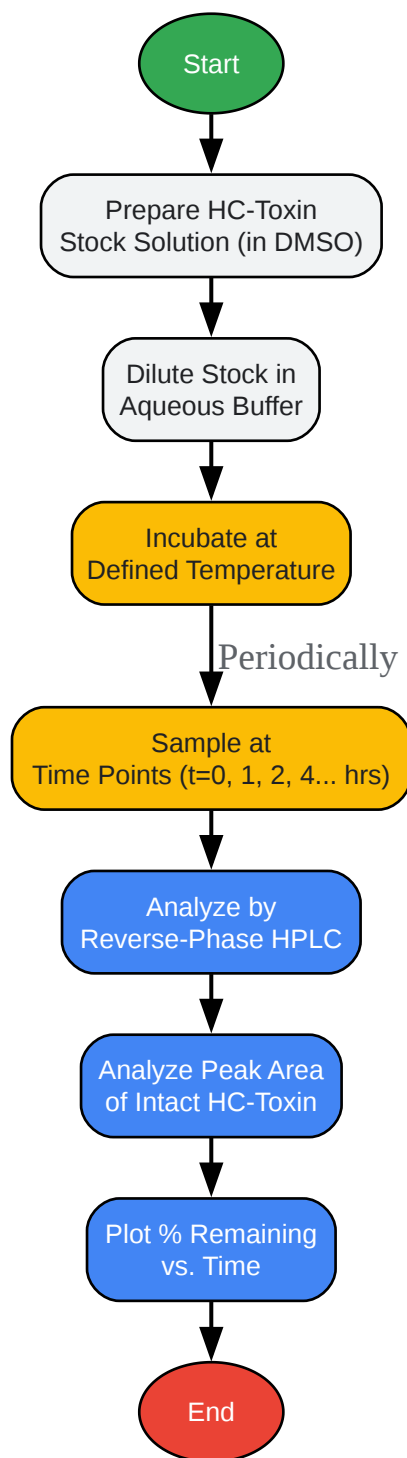 Start
Prepare HC-Toxin
Stock Solution (in DMSO)
Dilute Stock in
Aqueous Buffer
Incubate at
Defined Temperature
Periodically
Sample at
Time Points (t=0, 1, 2, 4... hrs)
Analyze by
Reverse-Phase HPLC
Analyze Peak Area
of Intact HC-Toxin
Plot % Remaining
vs. Time
End